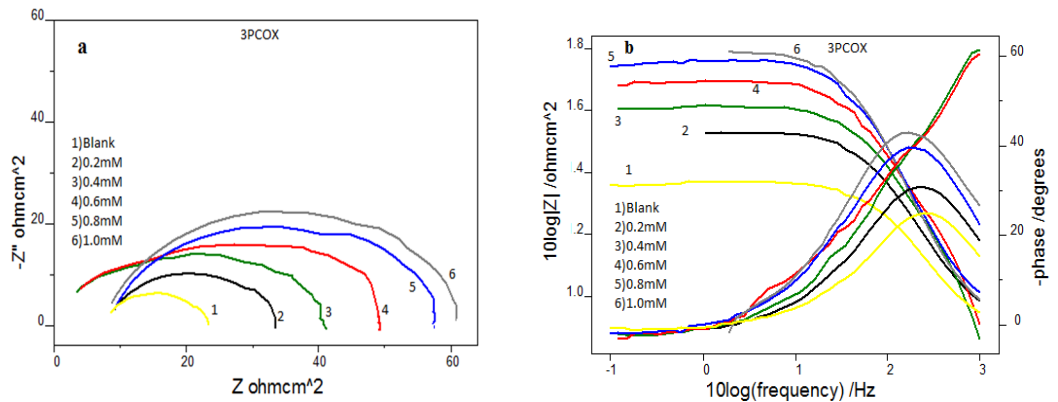 60
a
3PCOX
40
-Z" ohmcm^2
1)Blank
2)0.2mM
3)0.4mM
4)0.6mM
5)0.8mM
6)1.0mM
20
0
1
2
3
4
5
6
0
20
40
60
Z ohmcm^2
1.8
b
6
3PCOX
60
5
4
1.6
3
2
40
1
1.4
10log|Z| /ohmcm^2
-phase /degrees
1)Blank
2)0.2mM
3)0.4mM
4)0.6mM
5)0.8mM
6)1.0mM
1.2
20
1.0
0
-1
0
1
2
3
10log(frequency) /Hz